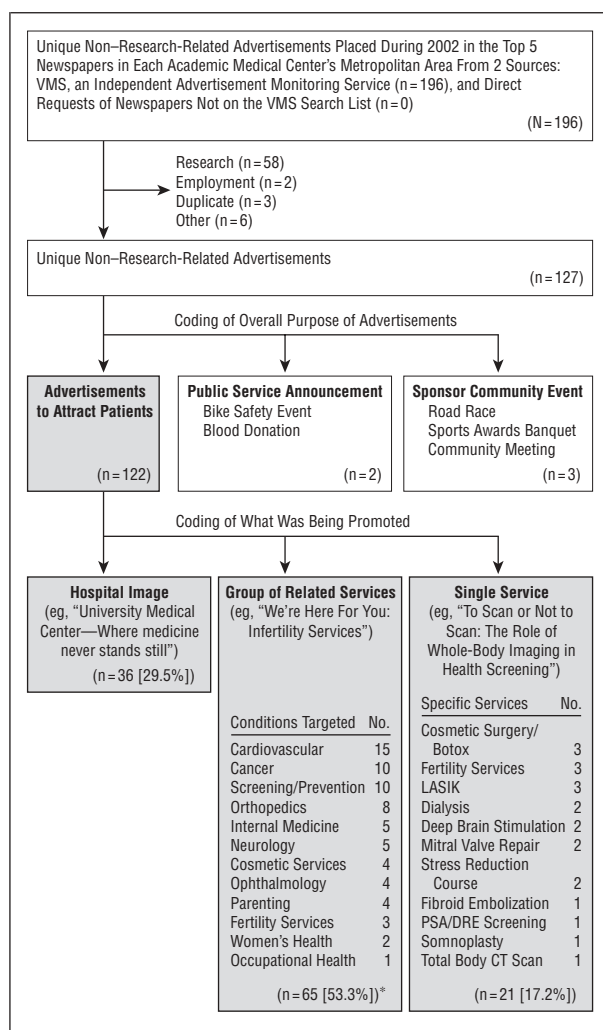 Unique Non–Research-Related Advertisements Placed During 2002 in the Top 5
Newspapers in Each Academic Medical Center's Metropolitan Area From 2 Sources:
VMS, an Independent Advertisement Monitoring Service (n=196), and Direct
Requests of Newspapers Not on the VMS Search List (n=0)
(N=196)
Research (n=58)
Employment (n=2)
Duplicate (n=3)
Other (n=6)
Unique Non–Research-Related Advertisements
(n=127)
Coding of Overall Purpose of Advertisements
Advertisements
to Attract Patients
(n=122)
Public Service Announcement
Bike Safety Event
Blood Donation
(n=2)
Sponsor Community Event
Road Race
Sports Awards Banquet
Community Meeting
(n=3)
Coding of What Was Being Promoted
Hospital Image
(eg, "University Medical
Center—Where medicine
never stands still")
(n=36 [29.5%])
Group of Related Services
(eg, "We're Here For You:
Infertility Services")
Conditions Targeted No.
Cardiovascular 15
Cancer 10
Screening/Prevention 10
Orthopedics 8
Internal Medicine 5
Neurology 5
Cosmetic Services 4
Ophthalmology 4
Parenting 4
Fertility Services 3
Women's Health 2
Occupational Health 1
(n=65 [53.3%])*
Single Service
(eg, "To Scan or Not to
Scan: The Role of
Whole-Body Imaging in
Health Screening")
Specific Services No.
Cosmetic Surgery/
Botox 3
Fertility Services 3
LASIK 3
Dialysis 2
Deep Brain Stimulation 2
Mitral Valve Repair 2
Stress Reduction
Course 2
Fibroid Embolization 1
PSA/DRE Screening 1
Somnoplasty 1
Total Body CT Scan 1
(n=21 [17.2%])